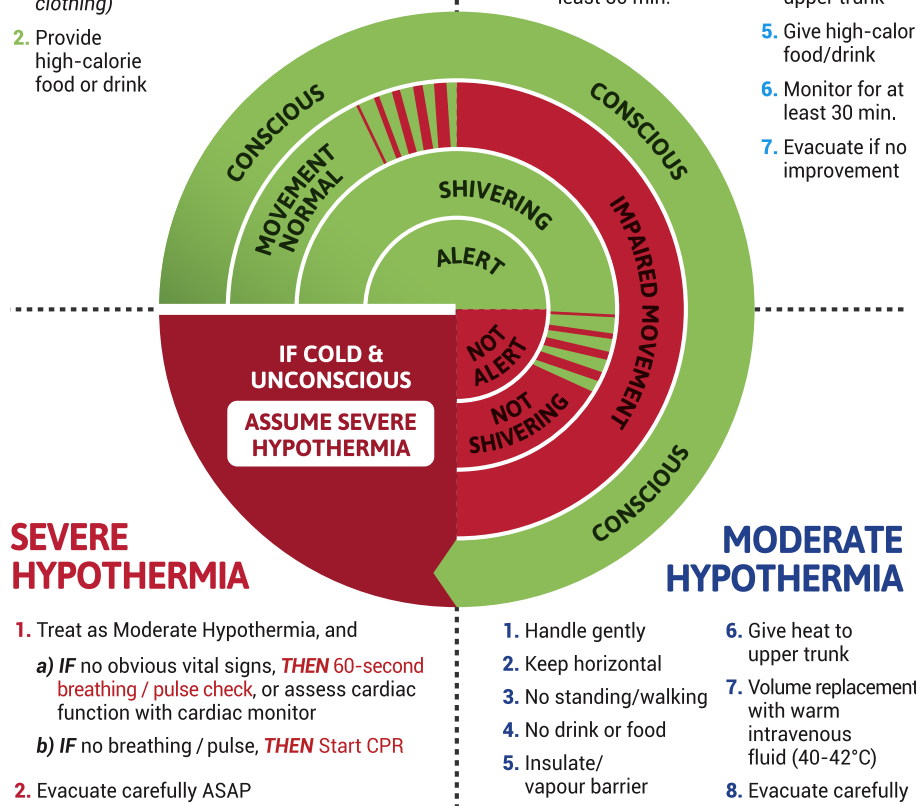 clothing)
2. Provide
high-calorie
food or drink
least 30 min.
upper trunk
5. Give high-calor
food/drink
6. Monitor for at
least 30 min.
7. Evacuate if no
improvement
CONSCIOUS
CONSCIOUS
MOVEMENT
NORMAL
SHIVERING
IMPAIRED MOVEMENT
ALERT
NOT
ALERT
NOT
SHIVERING
CONSCIOUS
IF COLD &
UNCONSCIOUS
ASSUME SEVERE
HYPOTHERMIA
SEVERE
HYPOTHERMIA
1. Treat as Moderate Hypothermia, and
a) IF no obvious vital signs, THEN 60-second
breathing / pulse check, or assess cardiac
function with cardiac monitor
b) IF no breathing / pulse, THEN Start CPR
2. Evacuate carefully ASAP
MODERATE
HYPOTHERMIA
1. Handle gently
2. Keep horizontal
3. No standing/walking
4. No drink or food
5. Insulate/
vapour barrier
6. Give heat to
upper trunk
7. Volume replacement
with warm
intravenous
fluid (40-42°C)
8. Evacuate carefully